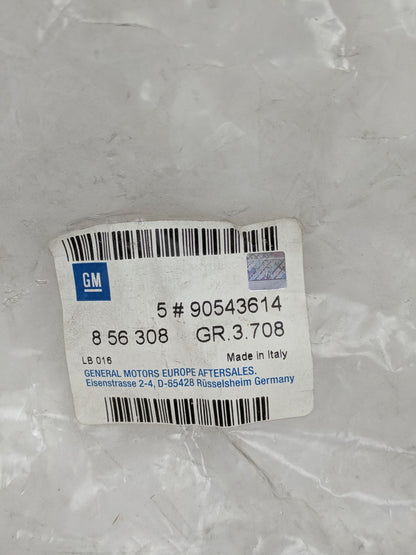 GM
5 # 90543614
8 56 308 GR.3.708
LB 016 Made in Italy
GENERAL MOTORS EUROPE AFTERSALES.
Eisenstrasse 2-4, D-65428 Rüsselsheim Germany